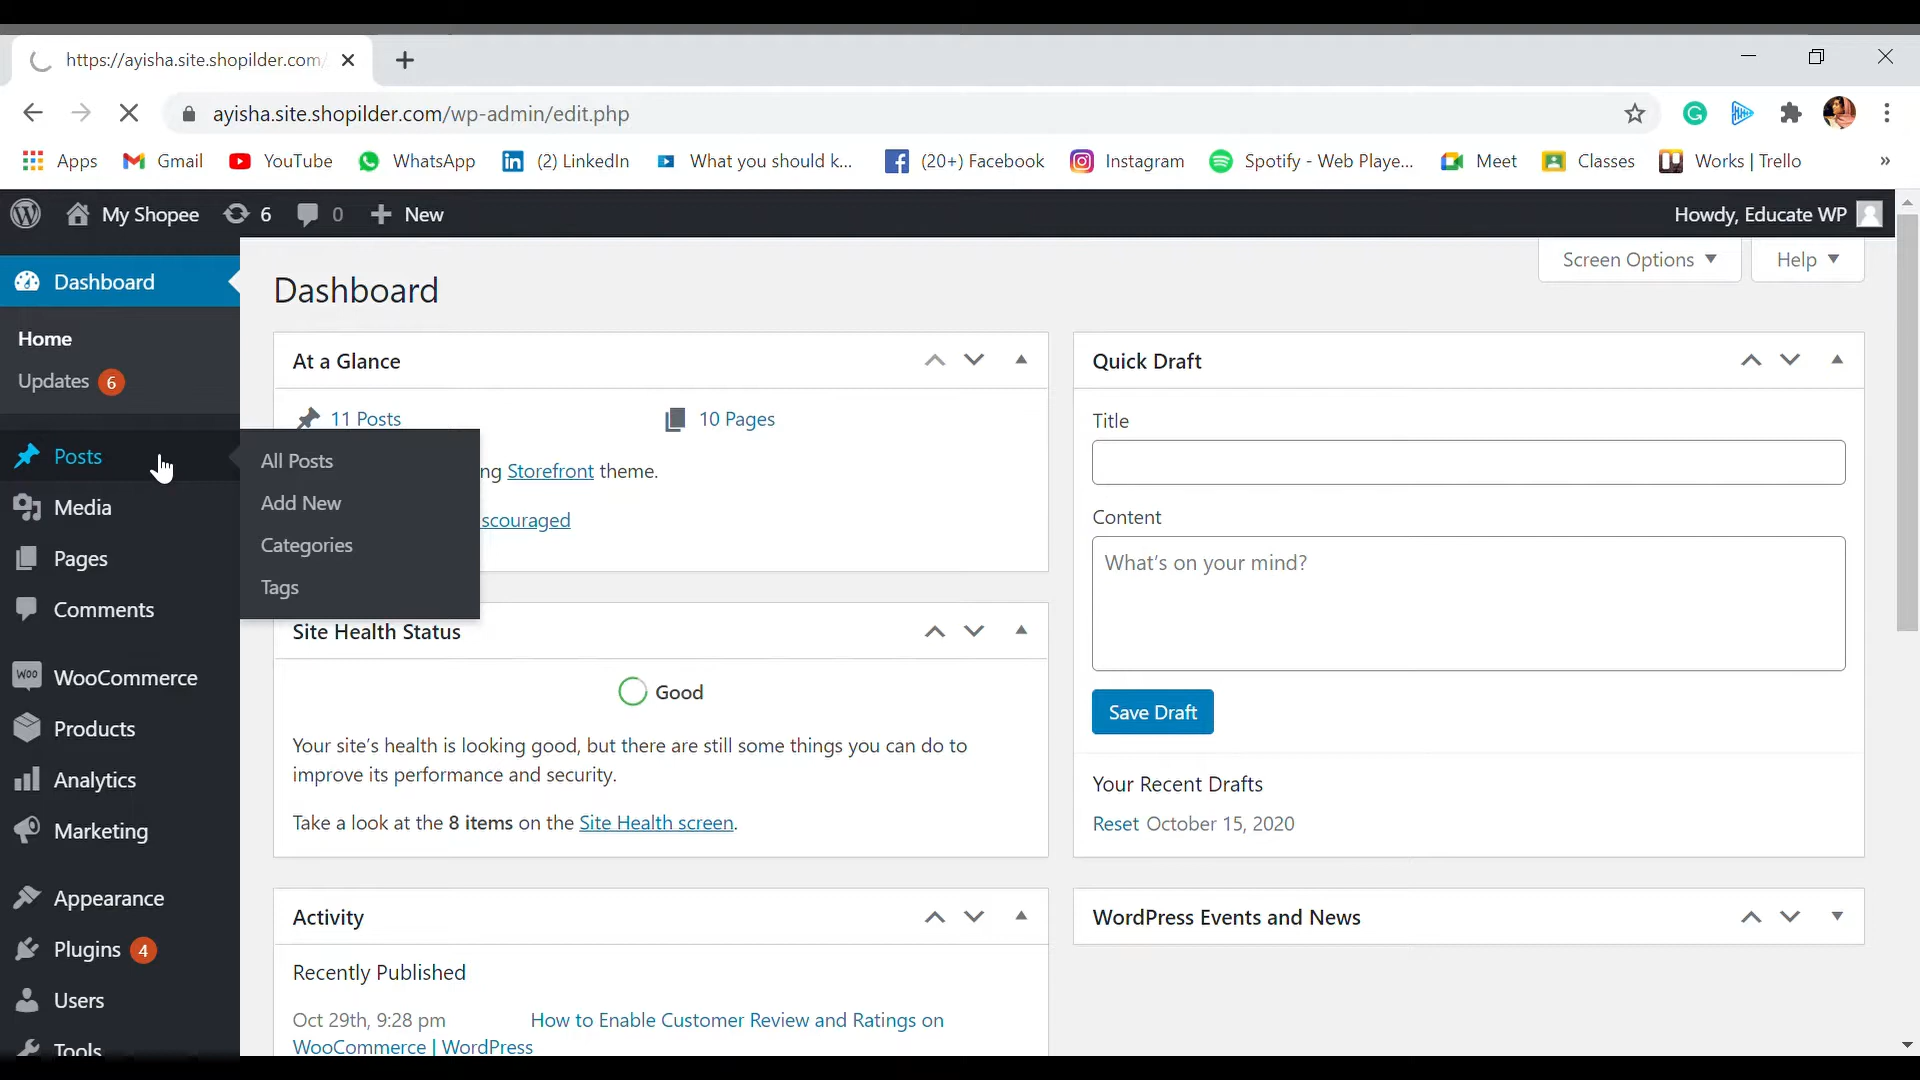 https://ayisha.site.shopilder.com/
ayisha.site.shopilder.com/wp-admin/edit.php
Apps Gmail YouTube WhatsApp (2) LinkedIn What you should k... (20+) Facebook Instagram Spotify - Web Playe... Meet Classes Works | Trello »
My Shopee 6 0 New Howdy, Educate WP
Screen Options Help
Dashboard
Home
Updates 6
Posts
Media
Pages
Comments
WOO WooCommerce
Products
Analytics
Marketing
Appearance
Plugins 4
Users
Tools
All Posts
Add New
Categories
Tags
Dashboard
At a Glance
11 Posts 10 Pages
ng Storefront theme.
scouraged
Site Health Status
Good
Your site's health is looking good, but there are still some things you can do to
improve its performance and security.
Take a look at the 8 items on the Site Health screen.
Activity
Recently Published
Oct 29th, 9:28 pm How to Enable Customer Review and Ratings on
WooCommerce | WordPress
Quick Draft
Title
Content
What's on your mind?
Save Draft
Your Recent Drafts
Reset October 15, 2020
WordPress Events and News